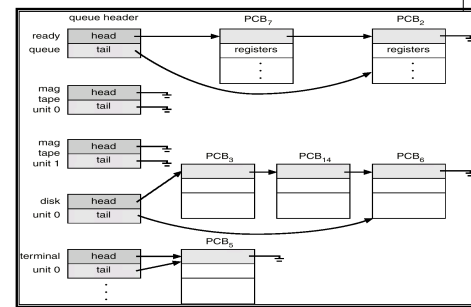 queue header PCB7 PCB2
ready queue head tail
registers registers
mag tape unit 0 head tail
mag tape unit 1 head tail
PCB3 PCB14 PCB6
disk unit 0 head tail
PCB5
terminal unit 0 head tail